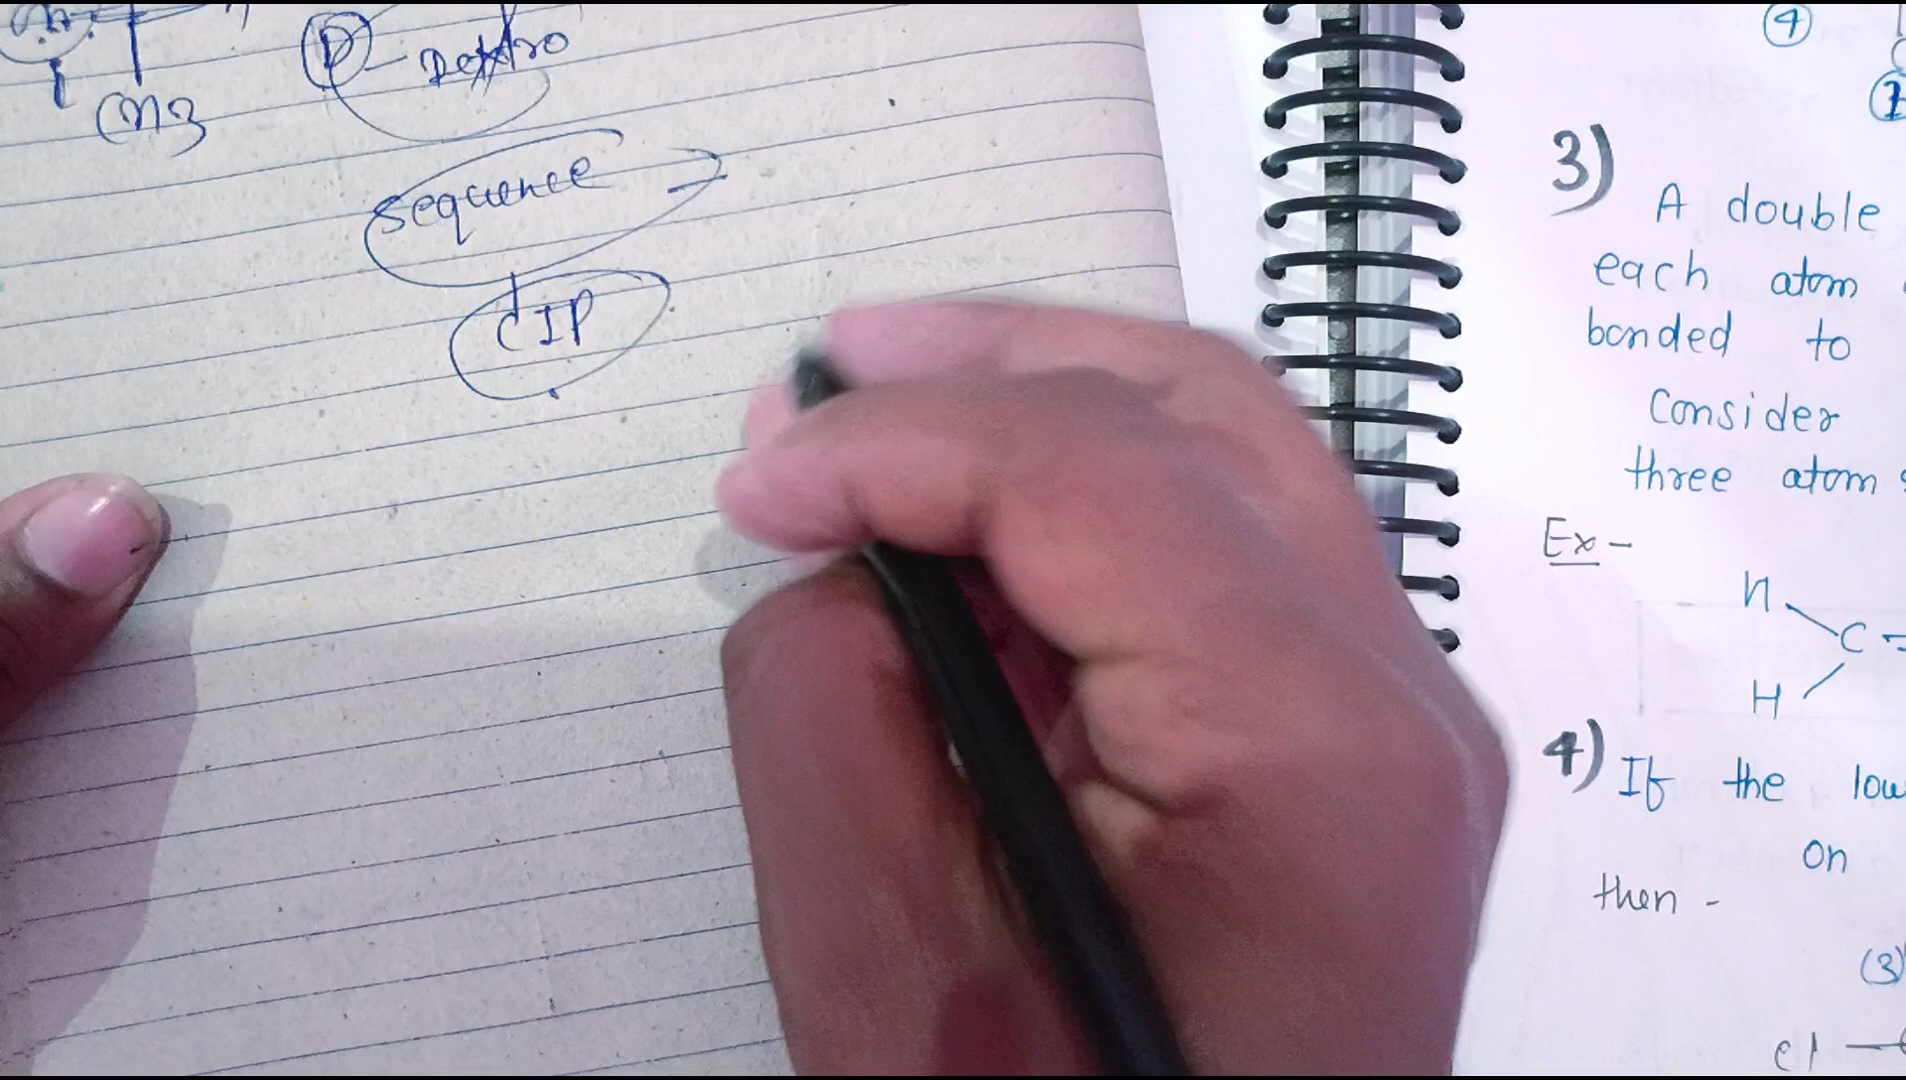 D - Dextro
CH3
sequence
CIP
4
3)
A double
each atom
bonded to
Consider
three atom
Ex -
H
C =
H
4) If the low
on
then -
(3)
cl -